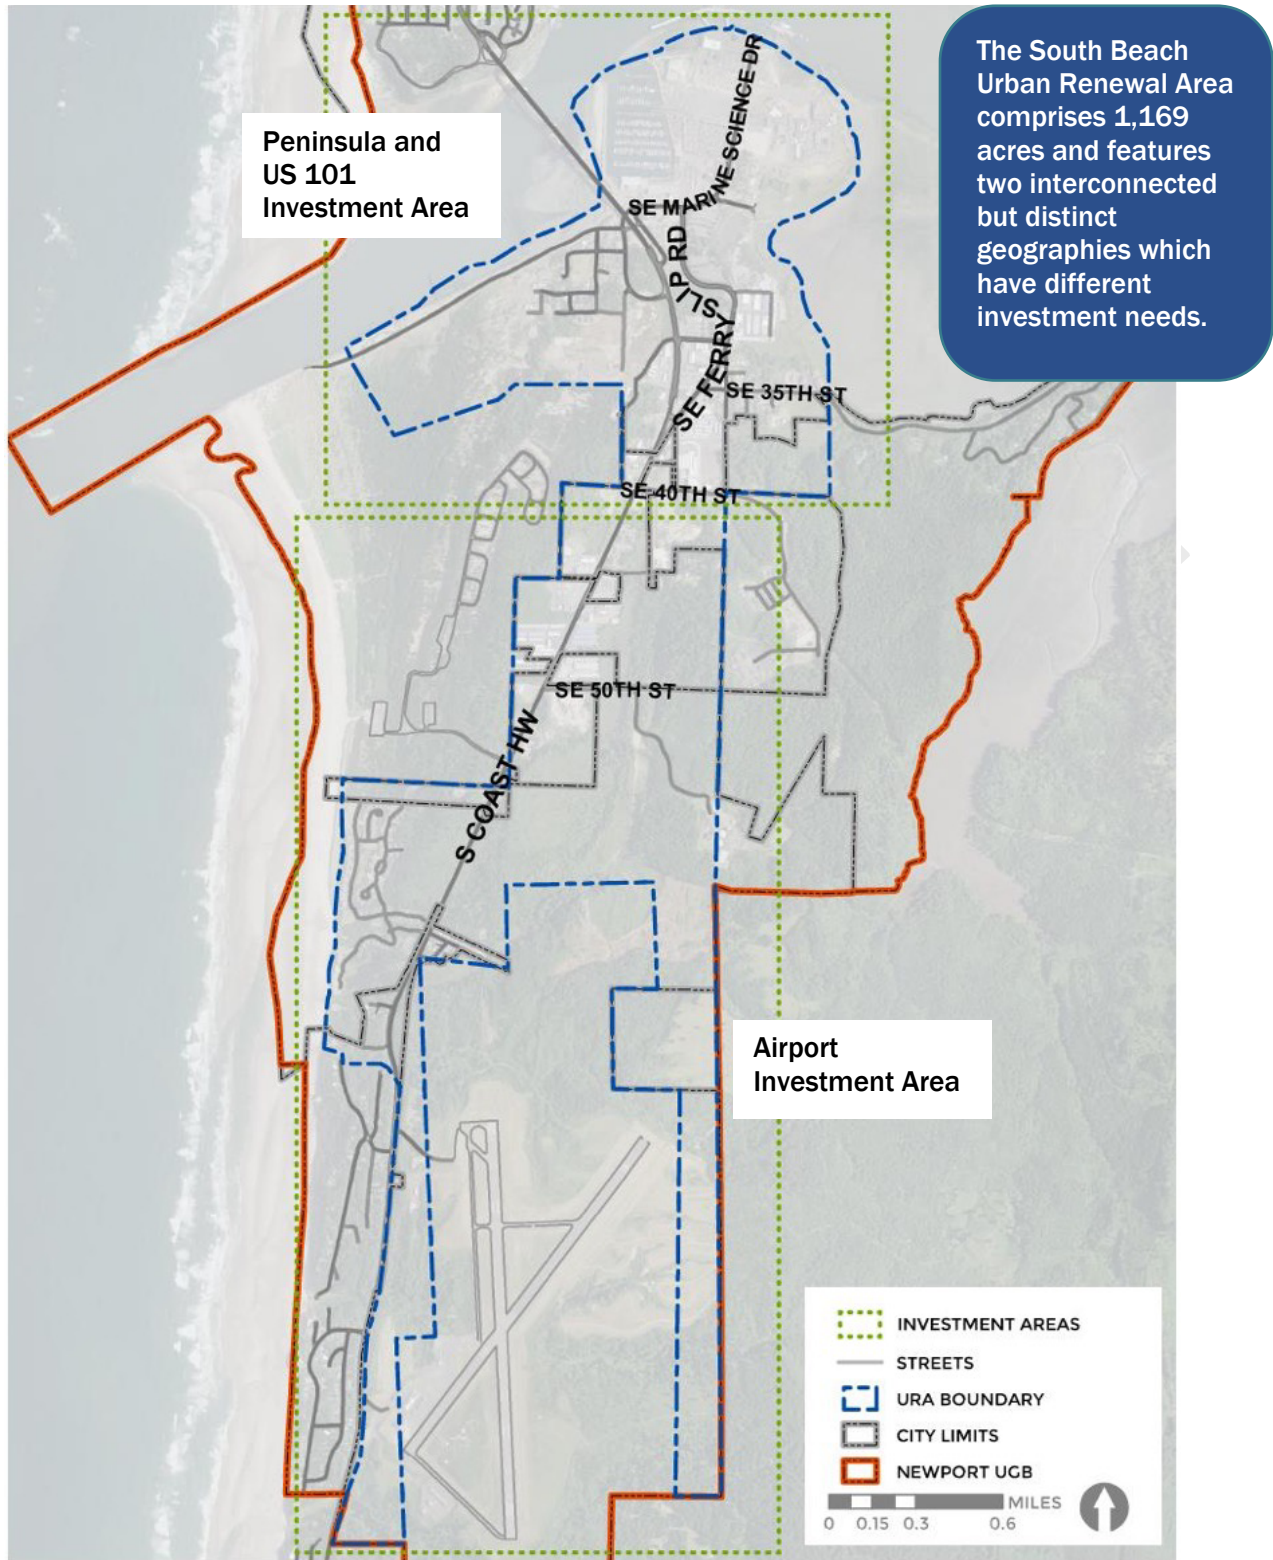 The South Beach
Urban Renewal Area
comprises 1,169
acres and features
two interconnected
but distinct
geographies which
have different
investment needs.
Peninsula and
US 101
Investment Area
SE MARINE SCIENCE DR
SE FERRY SLIP RD
SE 35TH ST
SE 40TH ST
SE 50TH ST
S COAST HW
Airport
Investment Area
INVESTMENT AREAS
STREETS
URA BOUNDARY
CITY LIMITS
NEWPORT UGB
MILES
0 0.15 0.3 0.6